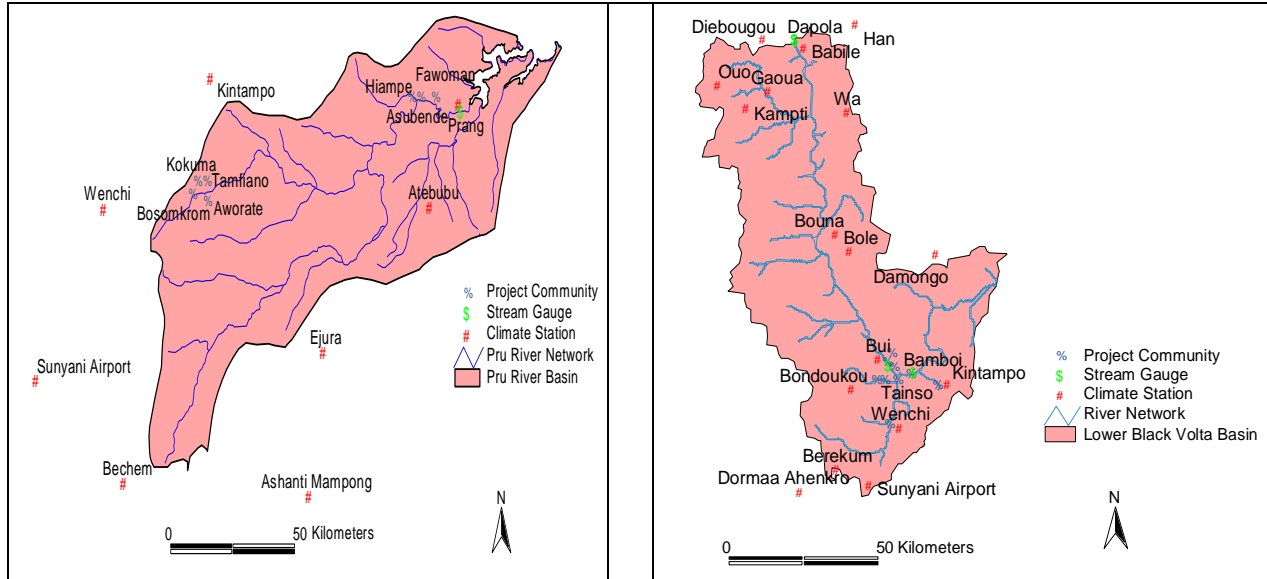 Kintampo
Fawoman
Hiampe
Asubende
Prang
Kokuma
Tamfiano
Wenchi
Bosomkrom
Aworate
Atebubu
Project Community
Stream Gauge
Climate Station
Pru River Network
Pru River Basin
Ejura
Sunyani Airport
Bechem
Ashanti Mampong
N
0
50 Kilometers
Diebougou
Dapola
Han
Babile
Ouo
Gaoua
Kampti
Wa
Bouna
Bole
Damongo
Bui
Bamboi
Kintampo
Bondoukou
Tainso
Wenchi
Berekum
Dormaa Ahenkro
Sunyani Airport
Project Community
Stream Gauge
Climate Station
River Network
Lower Black Volta Basin
N
0
50 Kilometers